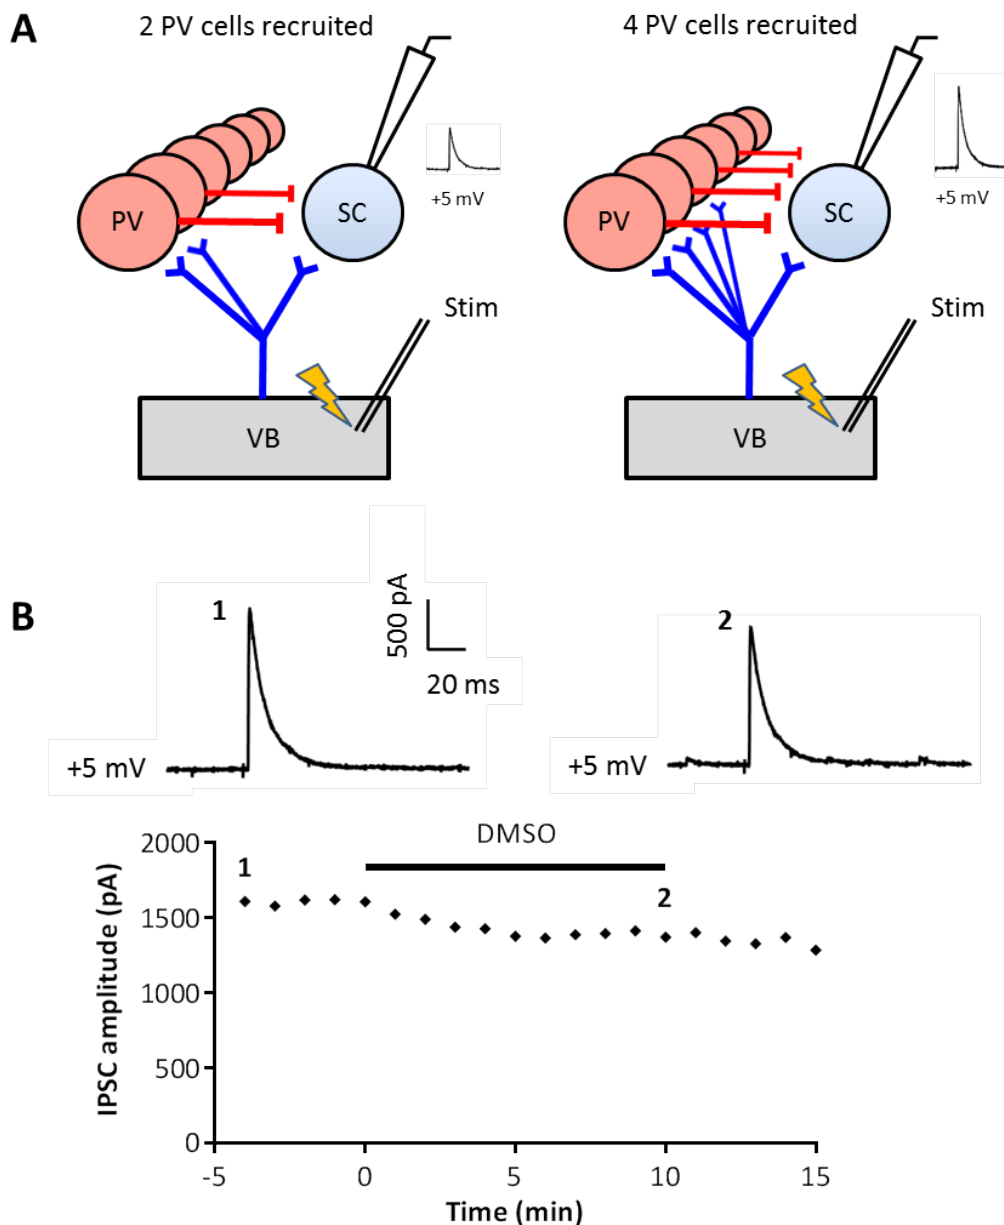 A
2 PV cells recruited
4 PV cells recruited
PV
SC
+5 mV
Stim
VB
PV
SC
+5 mV
Stim
VB
B
1
500 pA
20 ms
+5 mV
2
+5 mV
DMSO
1
2
IPSC amplitude (pA)
2000
1500
1000
500
0
-5 0 5 10 15
Time (min)